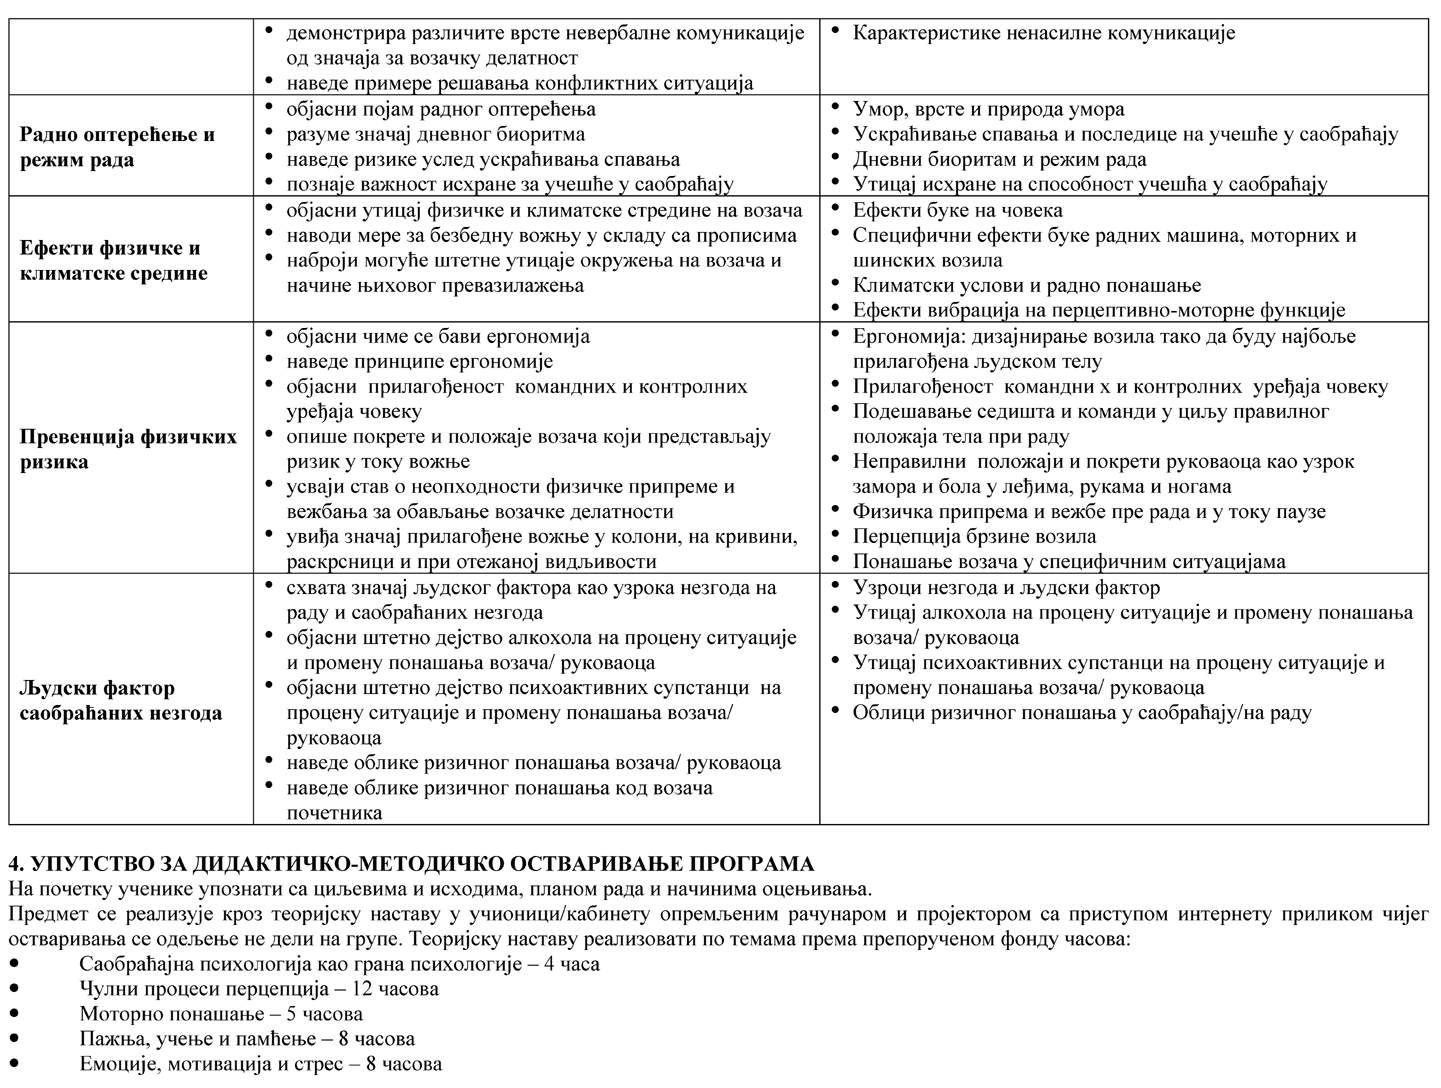 • демонстрира различите врсте невербалне комуникације
од значаја за возачку делатност
• наведе примере решавања конфликтних ситуација
• Карактеристике ненасилне комуникације
Радно оптерећење и
режим рада
• објасни појам радног оптерећења
• разуме значај дневног биоритма
• наведе ризике услед ускраћивања спавања
• познаје важност исхране за учешће у саобраћају
• Умор, врсте и природа умора
• Ускраћивање спавања и последице на учешће у саобраћају
• Дневни биоритам и режим рада
• Утицај исхране на способност учешћа у саобраћају
Ефекти физичке и
климатске средине
• објасни утицај физичке и климатске стредине на возача
• наводи мере за безбедну вожњу у складу са прописима
• наброји могуће штетне утицаје окружења на возача и
начине њиховог превазилажења
• Ефекти буке на човека
• Специфични ефекти буке радних машина, моторних и
шинских возила
• Климатски услови и радно понашање
• Ефекти вибрација на перцептивно-моторне функције
Превенција физичких
ризика
• објасни чиме се бави ергономија
• наведе принципе ергономије
• објасни  прилагођеност  командних и контролних
уређаја човеку
• опише покрете и положаје возача који представљају
ризик у току вожње
• усваји став о неопходности физичке припреме и
вежбања за обављање возачке делатности
• увиђа значај прилагођене вожње у колони, на кривини,
раскрсници и при отежаној видљивости
• Ергономија: дизајнирање возила тако да буду најбоље
прилагођена људском телу
• Прилагођеност  командни х и контролних  уређаја човеку
• Подешавање седишта и команди у циљу правилног
положаја тела при раду
• Неправилни  положаји и покрети руковаоца као узрок
замора и бола у леђима, рукама и ногама
• Физичка припрема и вежбе пре рада и у току паузе
• Перцепција брзине возила
• Понашање возача у специфичним ситуацијама
Људски фактор
саобраћаних незгода
• схвата значај људског фактора као узрока незгода на
раду и саобраћаних незгода
• објасни штетно дејство алкохола на процену ситуације
и промену понашања возача/ руковаоца
• објасни штетно дејство психоактивних супстанци  на
процену ситуације и промену понашања возача/
руковаоца
• наведе облике ризичног понашања возача/ руковаоца
• наведе облике ризичног понашања код возача
почетника
• Узроци незгода и људски фактор
• Утицај алкохола на процену ситуације и промену понашања
возача/ руковаоца
• Утицај психоактивних супстанци на процену ситуације и
промену понашања возача/ руковаоца
• Облици ризичног понашања у саобраћају/на раду
4. УПУТСТВО ЗА ДИДАКТИЧКО-МЕТОДИЧКО ОСТВАРИВАЊЕ ПРОГРАМА
На почетку ученике упознати са циљевима и исходима, планом рада и начинима оцењивања.
Предмет се реализује кроз теоријску наставу у учионици/кабинету опремљеним рачунаром и пројектором са приступом интернету приликом чијег
остваривања се одељење не дели на групе. Теоријску наставу реализовати по темама према препорученом фонду часова:
• Саобраћајна психологија као грана психологије – 4 часа
• Чулни процеси перцепција – 12 часова
• Моторно понашање – 5 часова
• Пажња, учење и памћење – 8 часова
• Емоције, мотивација и стрес – 8 часова